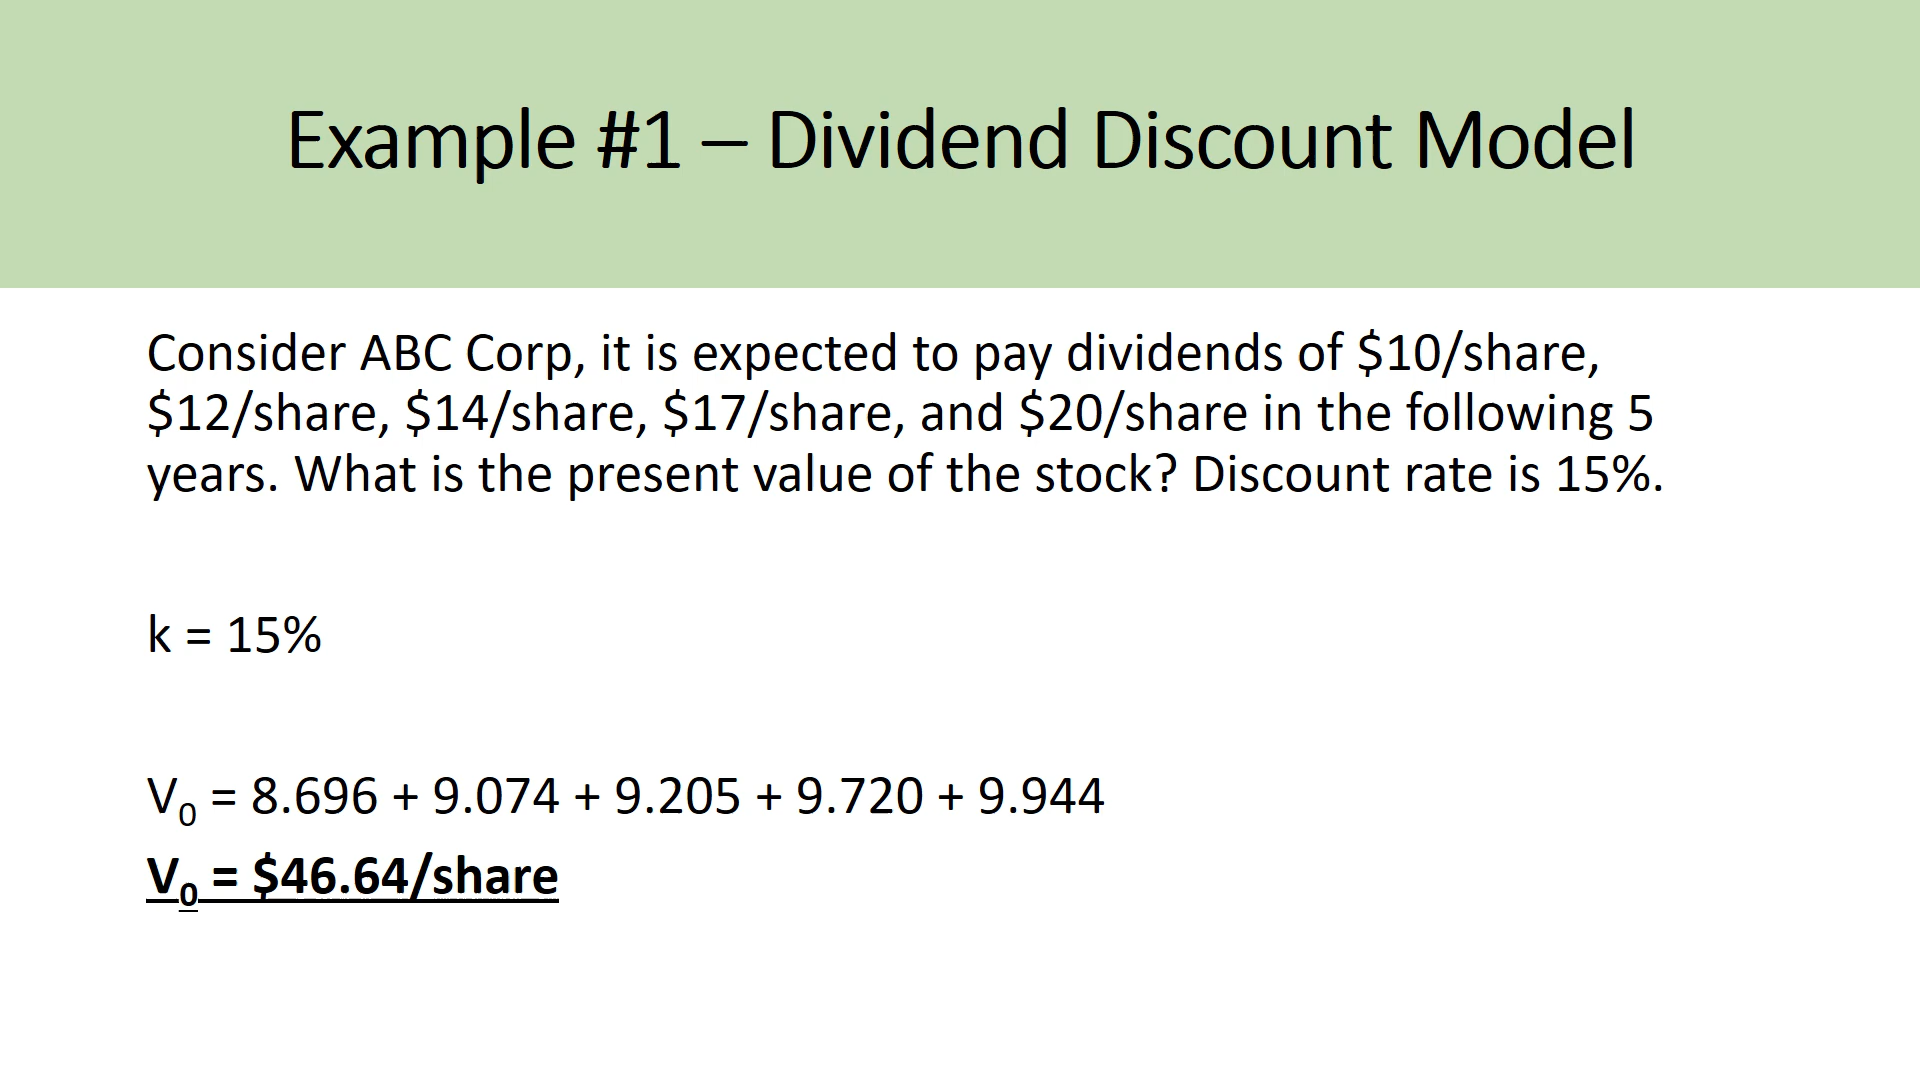 Example #1 – Dividend Discount Model
Consider ABC Corp, it is expected to pay dividends of $10/share,
$12/share, $14/share, $17/share, and $20/share in the following 5
years. What is the present value of the stock? Discount rate is 15%.
k = 15%
V₀ = 8.696 + 9.074 + 9.205 + 9.720 + 9.944
V₀ = $46.64/share